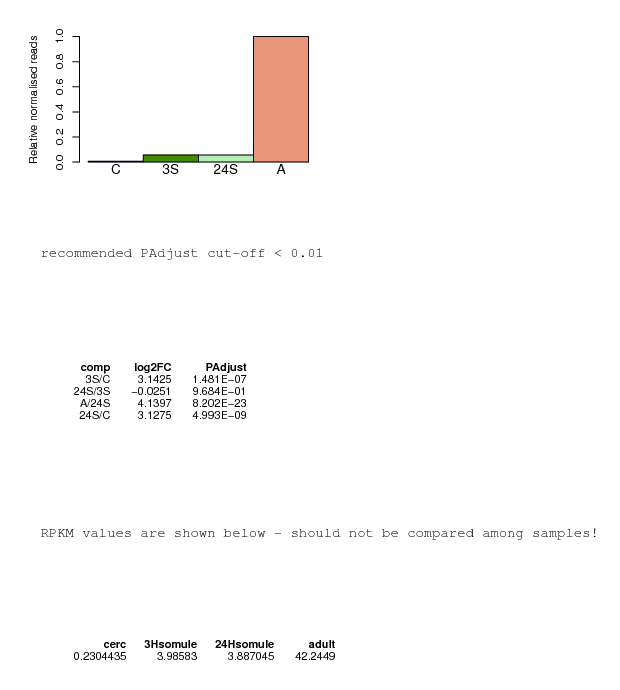 Relative normalised reads
1.0
0.8
0.6
0.4
0.2
0.0
C 3S 24S A
recommended PAdjust cut-off < 0.01
comp log2FC PAdjust
3S/C 3.1425 1.481E-07
24S/3S -0.0251 9.684E-01
A/24S 4.1397 8.202E-23
24S/C 3.1275 4.993E-09
RPKM values are shown below - should not be compared among samples!
cerc 3Hsomule 24Hsomule adult
0.2304435 3.98583 3.887045 42.2449